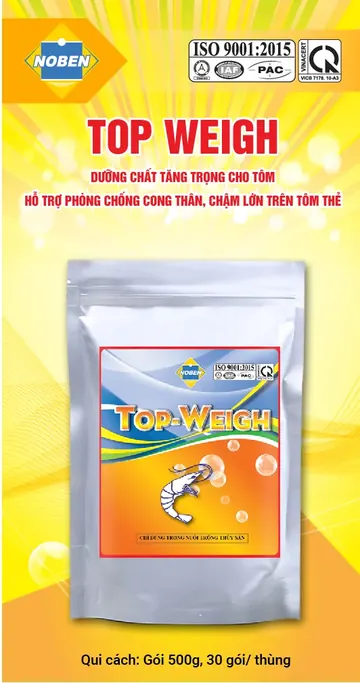 NOBEN
ISO 9001:2015
IAF
PAC
VINACERT
VICB 7178. 10-A3
TOP WEIGH
DƯỠNG CHẤT TĂNG TRỌNG CHO TÔM
HỖ TRỢ PHÒNG CHỐNG CONG THÂN, CHẬM LỚN TRÊN TÔM THẺ
NOBEN
ISO 9001:2015
PAC
TOP-WEIGH
CHỈ DÙNG TRONG NUÔI TRỒNG THỦY SẢN
Qui cách: Gói 500g, 30 gói/ thùng